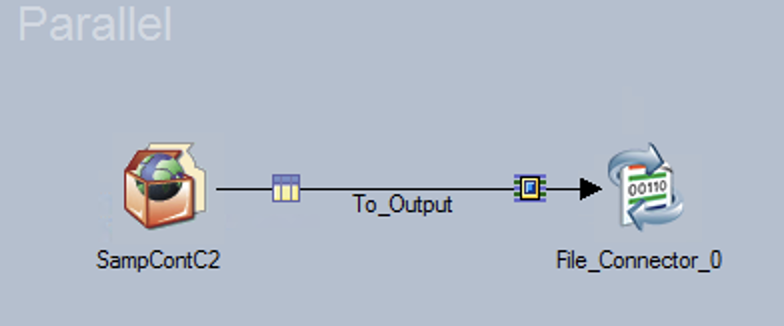 Parallel
00110
To_Output
SampContC2
File_Connector_0